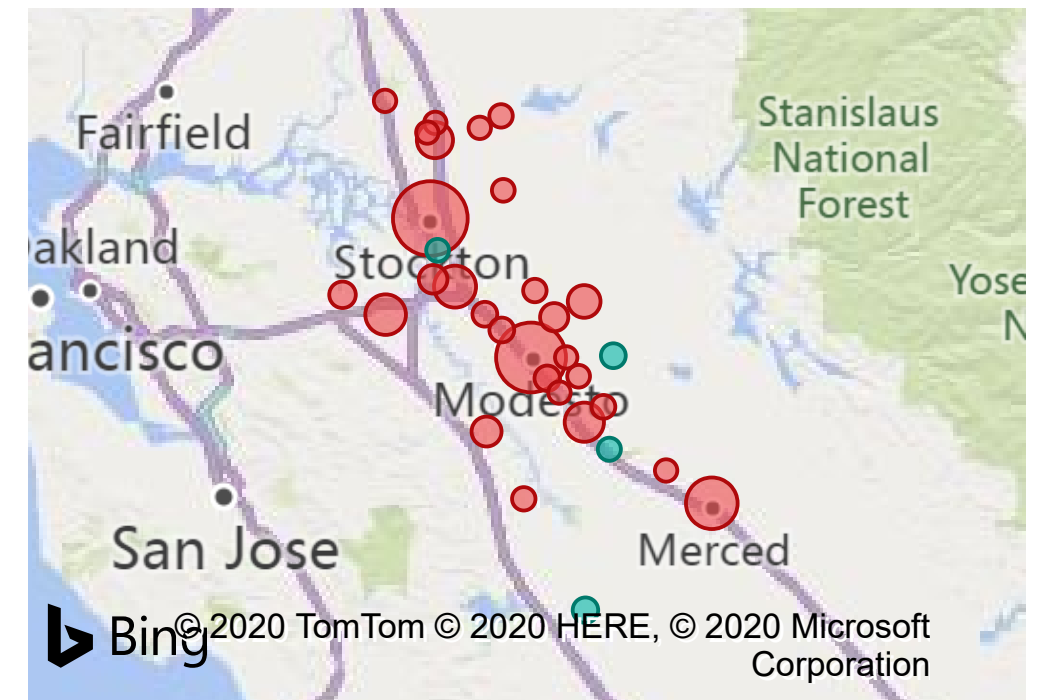 Stanislaus
National
Forest
Fairfield
akland
Stockton
Yose
N
ancisco
Modesto
San Jose
Merced
Bing
© 2020 TomTom © 2020 HERE, © 2020 Microsoft
Corporation